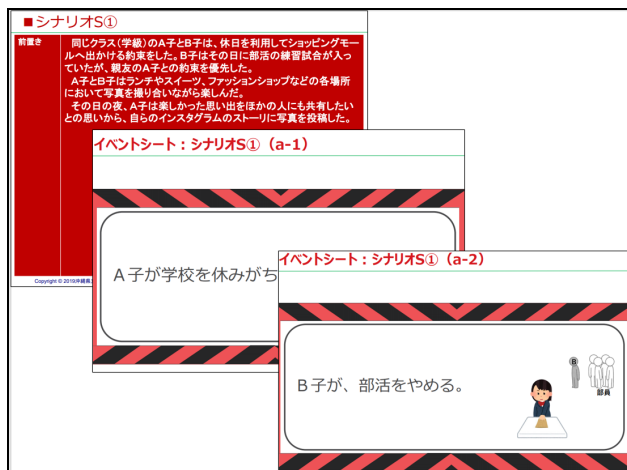 ■シナリオS①
前置き
同じクラス(学級)のA子とB子は、休日を利用してショッピングモー
ルへ出かける約束をした。B子はその日に部活の練習試合が入っ
ていたが、親友のA子との約束を優先した。
A子とB子はランチやスイーツ、ファッションショップなどの各場所
において写真を撮り合いながら楽しんだ。
その日の夜、A子は楽しかった思い出をほかの人にも共有したい
との思いから、自らのインスタグラムのストーリに写真を投稿した。
Copyright © 2019沖縄県
イベントシート：シナリオS①（a-1）
A子が学校を休みがち
イベントシート：シナリオS①（a-2）
B子が、部活をやめる。
B
部員